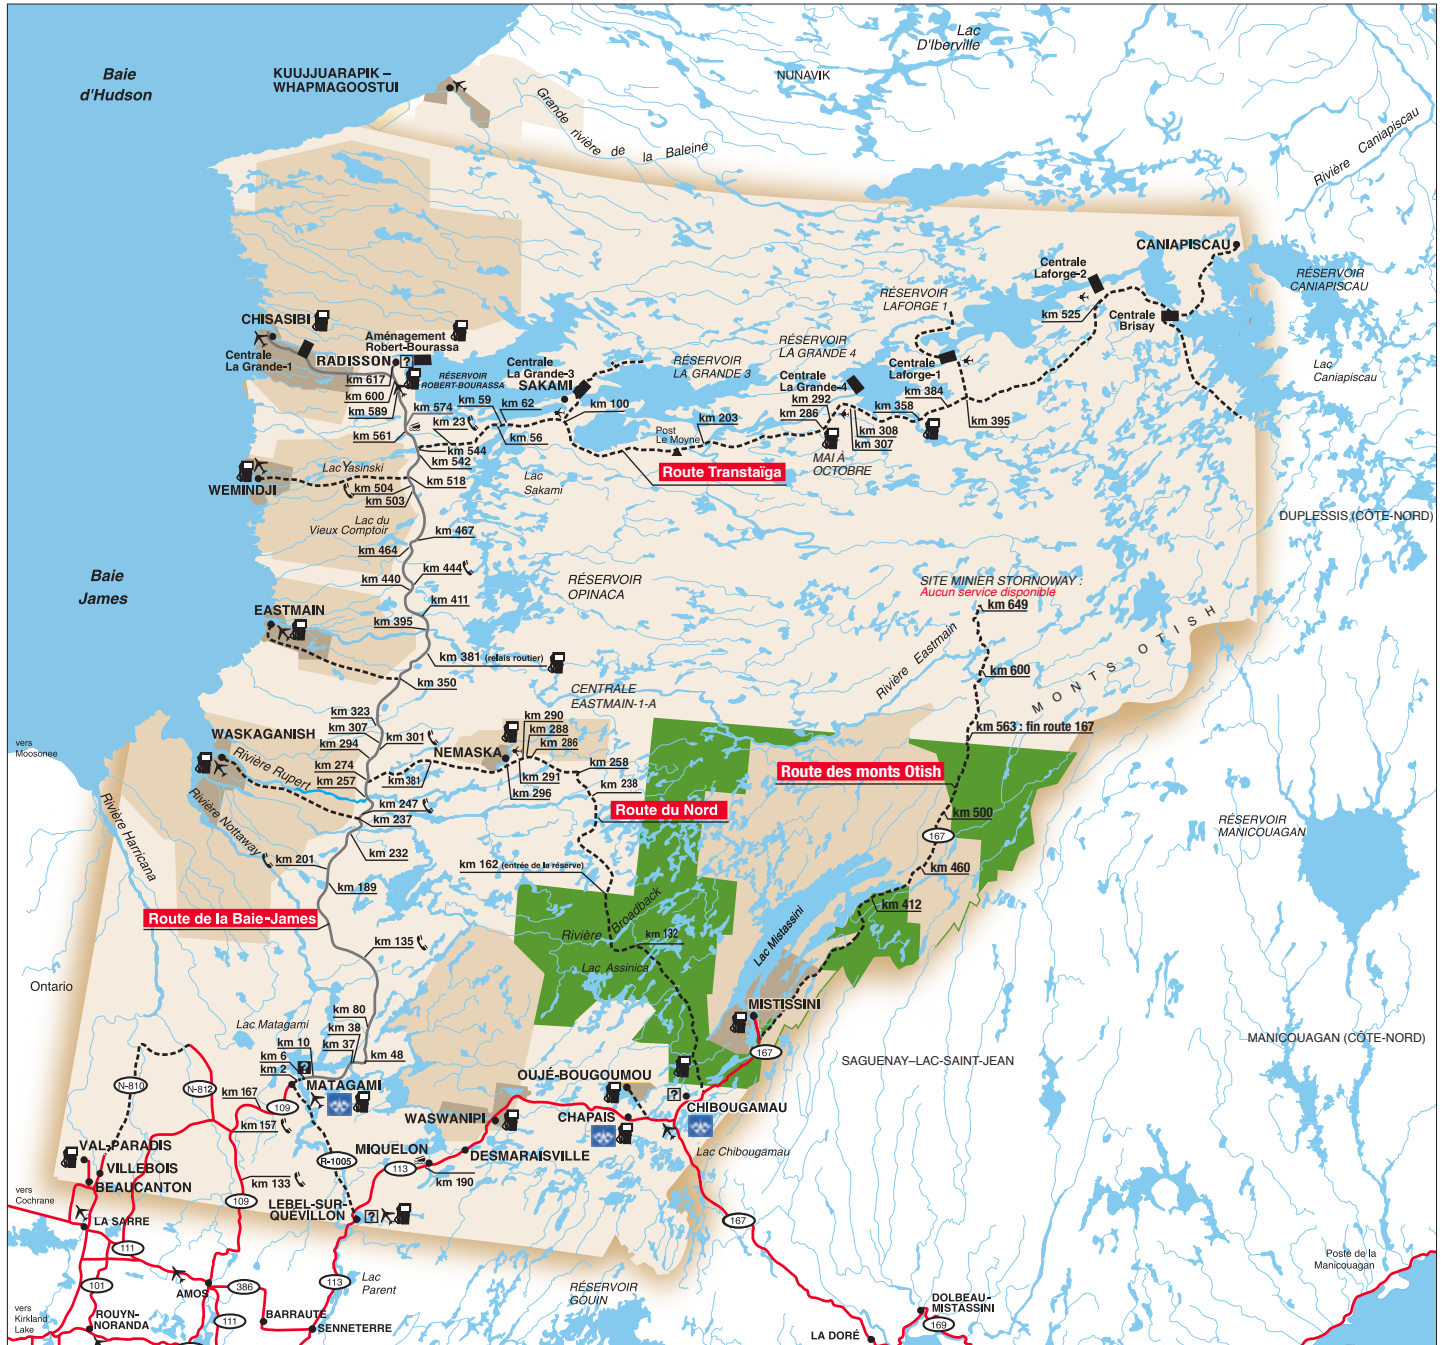 Lac
D'Iberville
Baie
d'Hudson
KUUJJUARAPIK –
WHAPMAGOOSTUI
NUNAVIK
Grande rivière de la Baleine
Rivière Caniapiscau
CANIAPISCAU
Centrale
Laforge-2
RÉSERVOIR
CANIAPISCAU
RÉSERVOIR
LAFORGE 1
km 525
Centrale
Brisay
CHISASIBI
Aménagement
Robert-Bourassa
Centrale
La Grande-1
RADISSON
?
RÉSERVOIR
ROBERT-BOURASSA
Centrale
La Grande-3
SAKAMI
RÉSERVOIR
LA GRANDE 3
RÉSERVOIR
LA GRANDE 4
Centrale
La Grande-4
Centrale
Laforge-1
Lac
Caniapiscau
km 617
km 600
km 589
km 574
km 59
km 62
km 100
km 23
km 561
km 56
km 544
km 542
km 203
Post
Le Moyne
km 292
km 286
km 358
km 384
km 395
km 308
km 307
MAI À
OCTOBRE
Route Transtaïga
Lac Yasinski
WEMINDJI
km 504
km 503
km 518
Lac
Sakami
Lac du
Vieux Comptoir
km 467
km 464
km 444
km 440
km 411
DUPLESSIS (CÔTE-NORD)
Baie
James
RÉSERVOIR
OPINACA
SITE MINIER STORNOWAY :
Aucun service disponible
km 649
EASTMAIN
km 395
km 381 (relais routier)
km 350
Rivière Eastmain
km 600
MONTS OTISH
CENTRALE
EASTMAIN-1-A
km 563 : fin route 167
km 323
km 307
km 294
km 301
km 290
km 288
km 286
vers
Moosonee
WASKAGANISH
NEMASKA
Rivière Rupert
km 274
km 257
km 381
km 291
km 296
km 258
km 238
Route des monts Otish
Route du Nord
km 247
km 237
km 232
km 500
167
RÉSERVOIR
MANICOUAGAN
Rivière Harricana
Rivière Nottaway
km 201
km 189
km 162 (entrée de la réserve)
km 460
km 412
Route de la Baie-James
Rivière Broadback
km 132
Lac Mistassini
km 135
Lac Assinica
Ontario
MISTISSINI
km 80
Lac Matagami
km 38
km 10
km 37
km 6
km 48
km 2
?
167
SAGUENAY–LAC-SAINT-JEAN
MANICOUAGAN (CÔTE-NORD)
N-810
N-812
km 167
109
MATAGAMI
OUJÉ-BOUGOUMOU
?
CHIBOUGAMAU
CHAPAIS
WASWANIPI
km 157
VAL-PARADIS
VILLEBOIS
BEAUCANTON
R-1005
MIQUELON
113
DESMARAISVILLE
km 190
Lac Chibougamau
km 133
109
vers
Cochrane
LEBEL-SUR-
QUÉVILLON
?
LA SARRE
167
111
101
AMOS
386
113
Lac
Parent
RÉSERVOIR
GOUIN
Poste de la
Manicouagan
vers
Kirkland
Lake
ROUYN-
NORANDA
111
BARRAUTE
SENNETERRE
DOLBEAU-
MISTASSINI
169
LA DORÉ